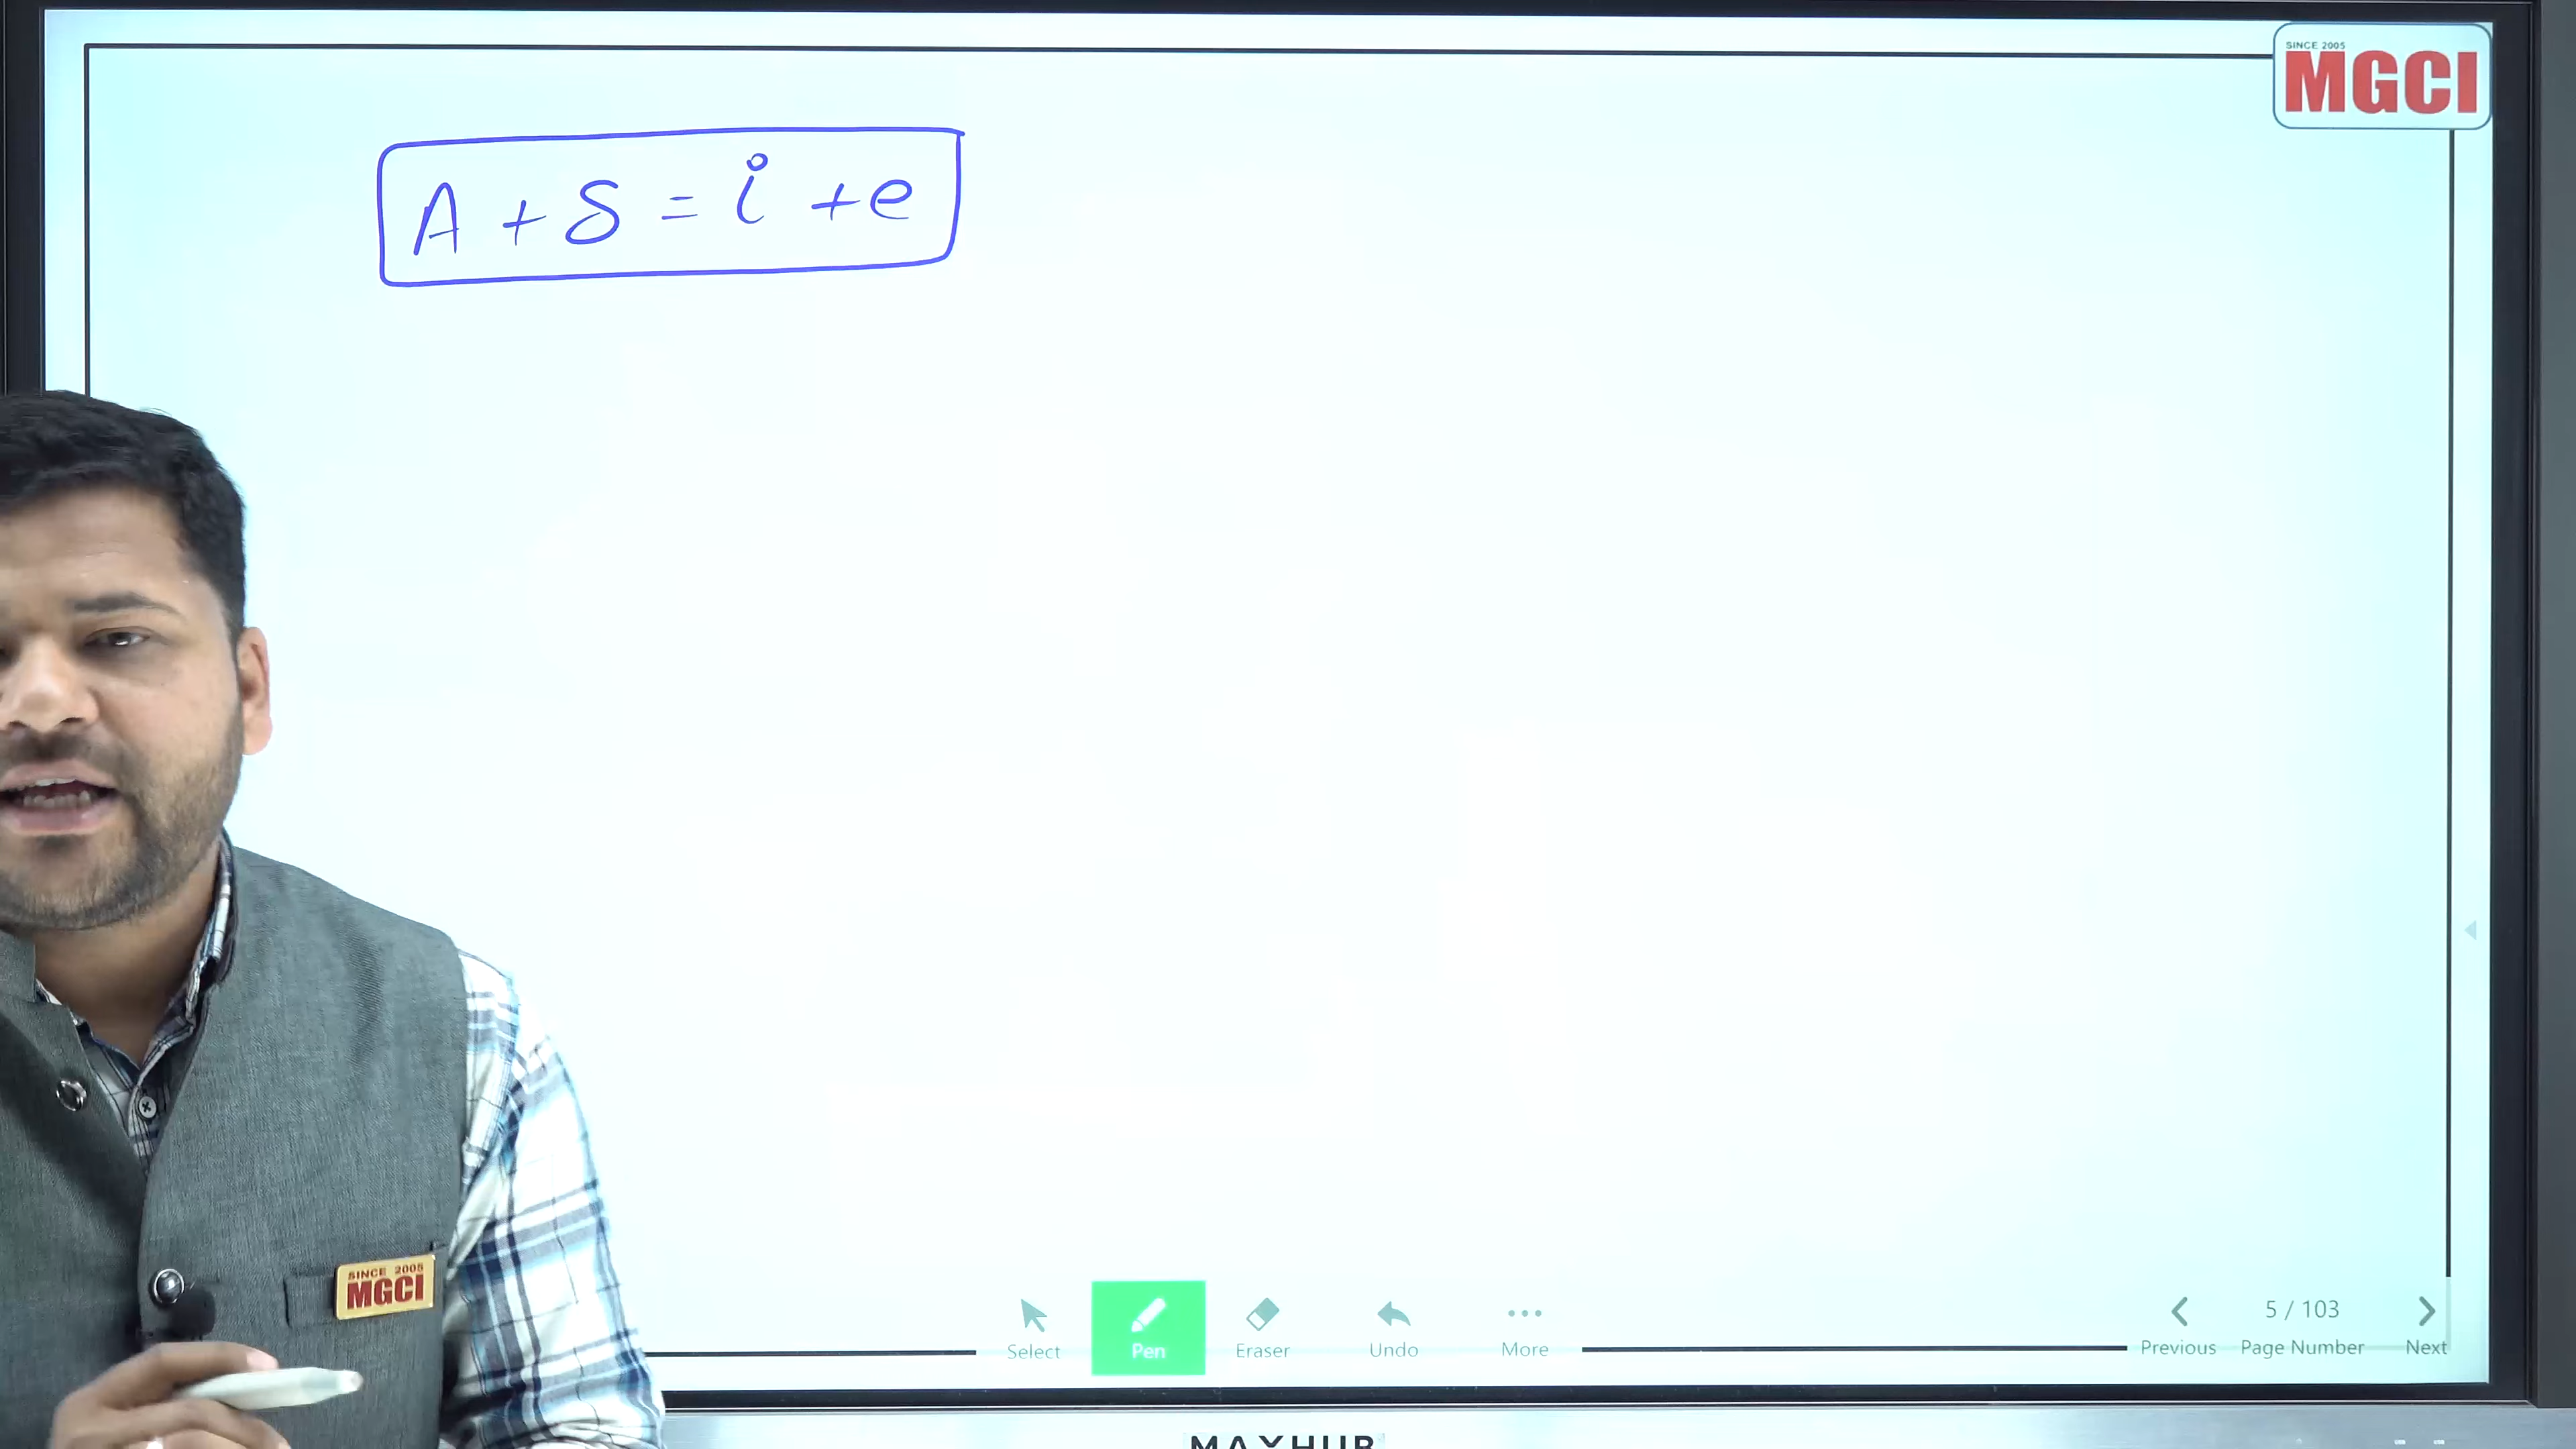 SINCE 2005
MGCI
A + δ = i + e
SINCE 2005
MGCI
Select
Pen
Eraser
Undo
More
Previous
5 / 103
Page Number
Next
MAXHUB